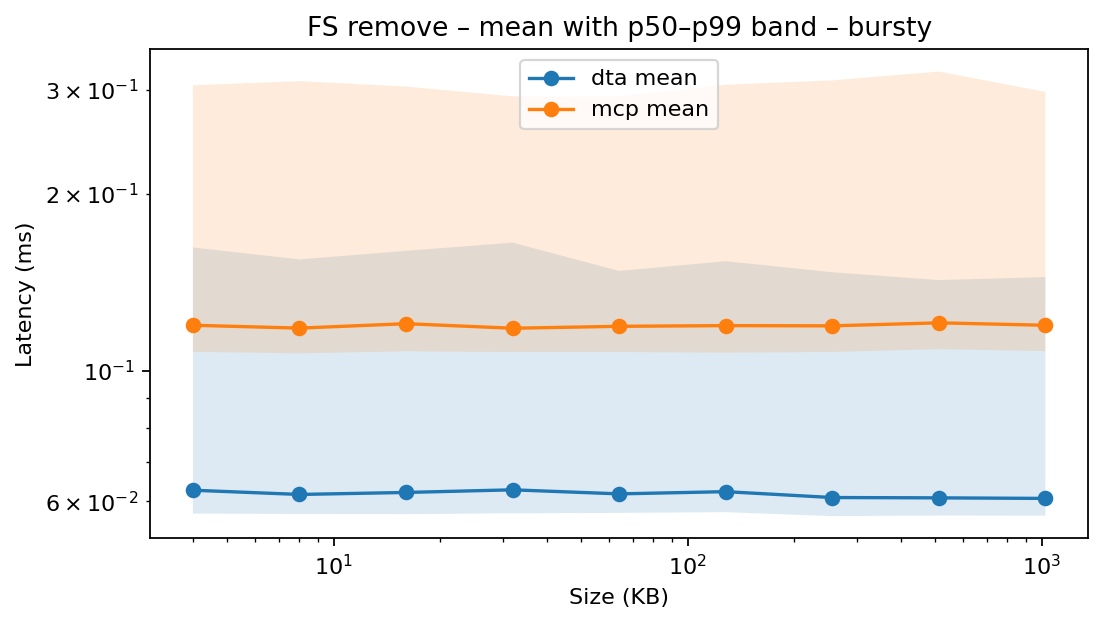 FS remove – mean with p50–p99 band – bursty
dta mean
mcp mean
3 × 10⁻¹
2 × 10⁻¹
10⁻¹
6 × 10⁻²
Latency (ms)
10¹ 10² 10³
Size (KB)